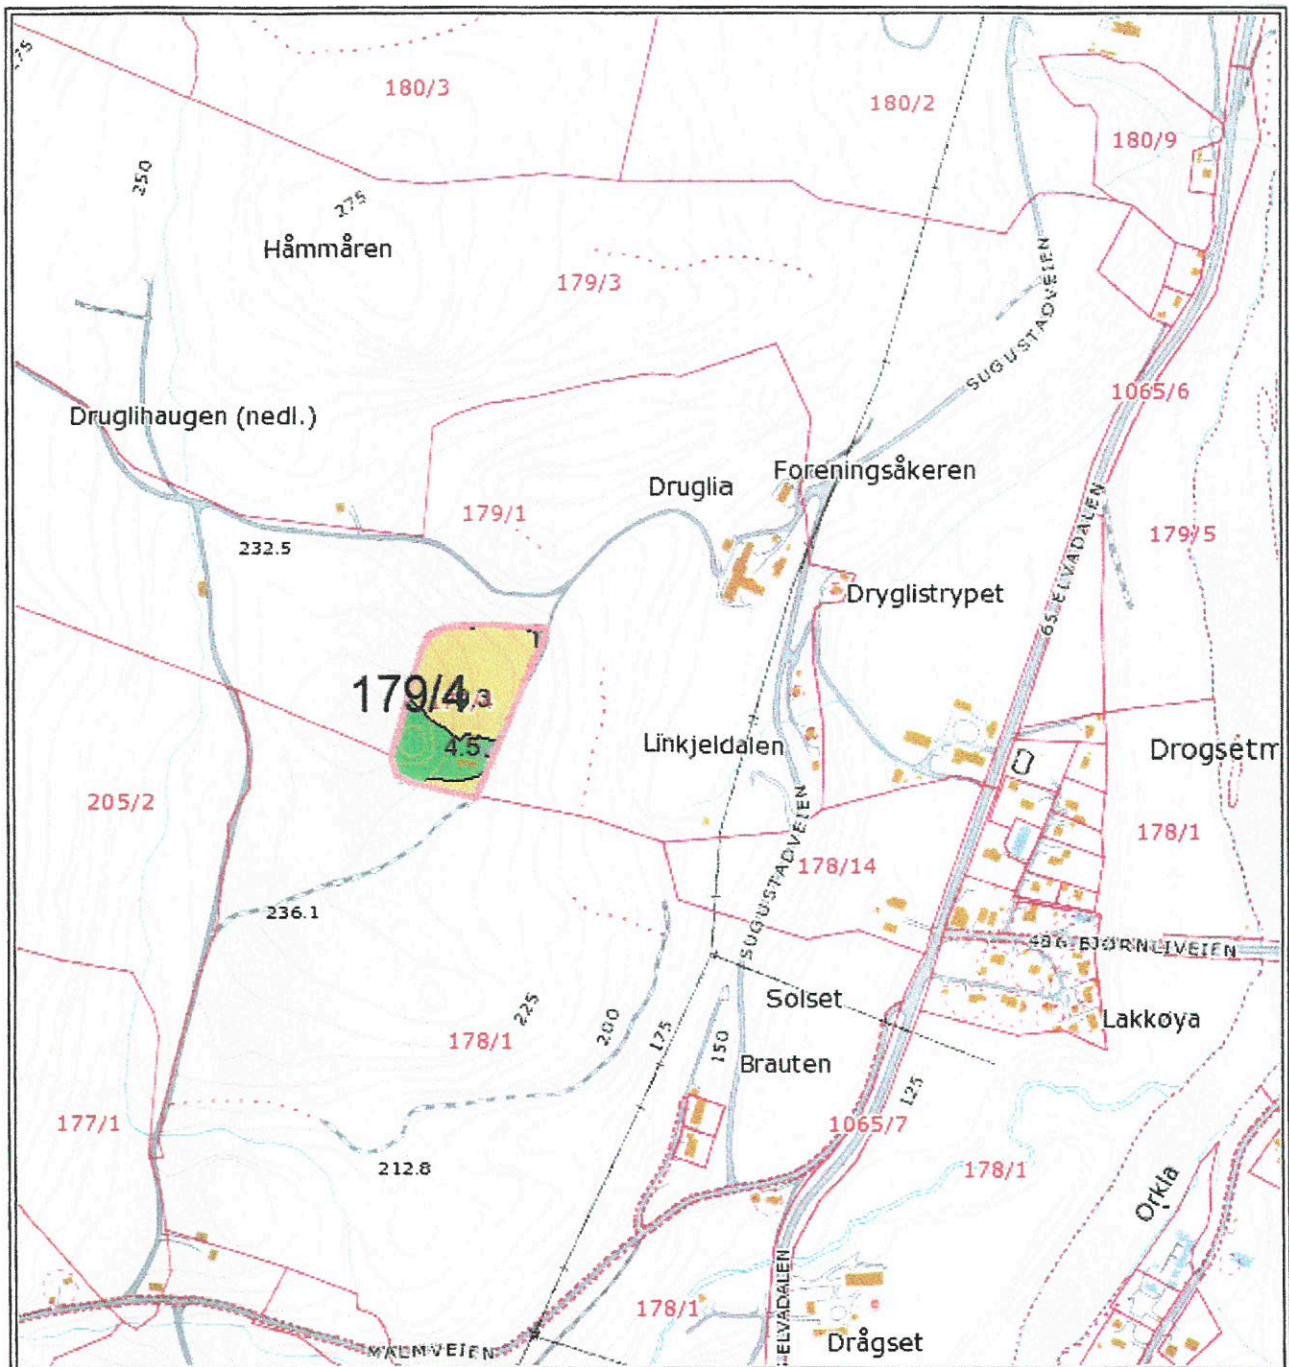 275
180/3
180/2
180/9
250
275
Håmmåren
179/3
SUGUSTADVEIEN
1065/6
Druglihaugen (nedl.)
Foreningsåkeren
Druglia
179/1
65 ELVADALEN
179/5
232.5
Dryglistrypet
179/4
4.5
Linkjeldalen
Drogsetm
205/2
178/1
SUGUSTADVEIEN
178/14
236.1
486 BJØRNLIVEIEN
225
200
175
150
178/1
Solset
Lakkøya
Brauten
125
177/1
1065/7
212.8
178/1
Orkla
178/1
ELVADALEN
MALMVEIEN
Drågset